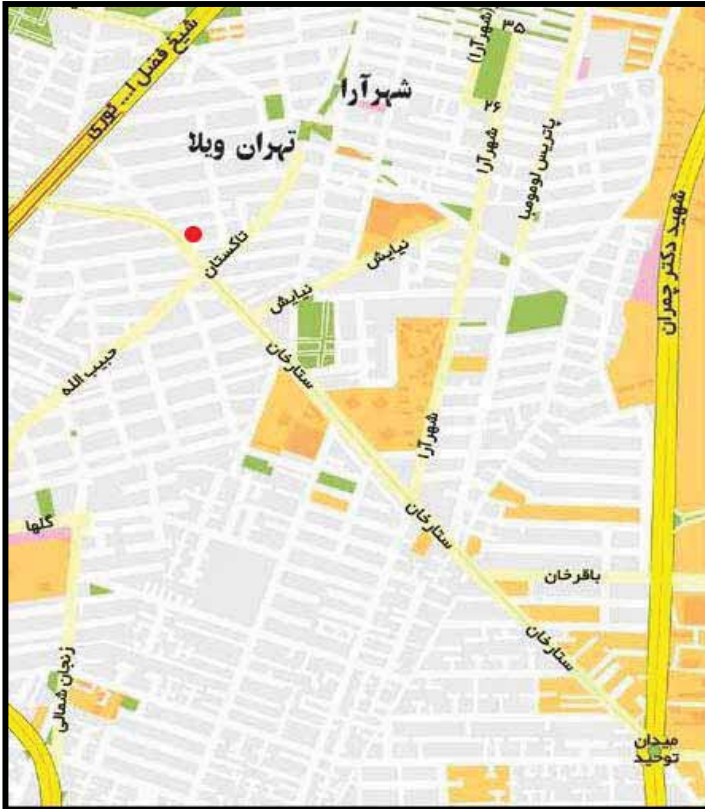 شیخ فضل ا... نوری
شهرآرا
تهران ویلا
(شهرآرا)
۳۵
۲۶
شهرآرا
پاتریس لومومبا
شهید دکتر چمران
تاکستان
نیایش
نیایش
حبیب الله
ستارخان
شهرآرا
گلها
ستارخان
باقرخان
ستارخان
زنجان شمالی
میدان
توحید